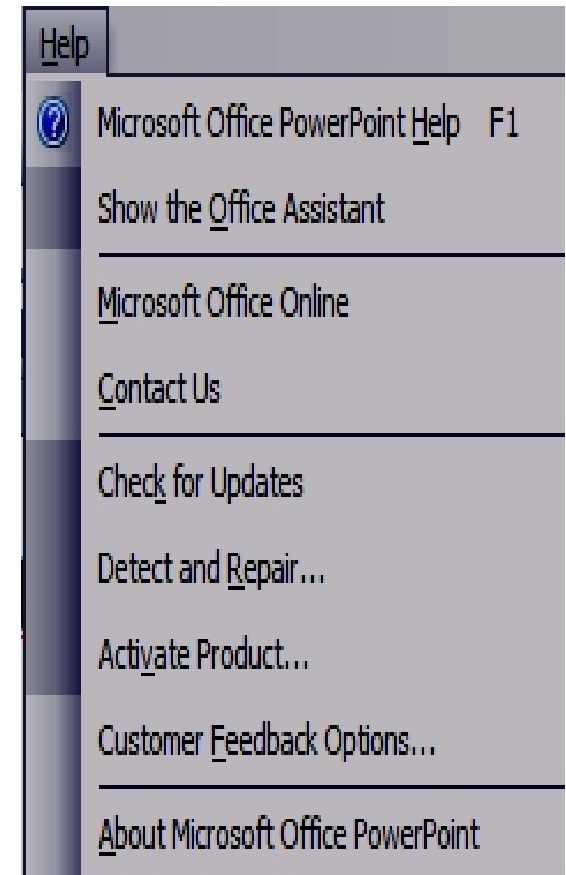 Help
Microsoft Office PowerPoint Help F1
Show the Office Assistant
Microsoft Office Online
Contact Us
Check for Updates
Detect and Repair...
Activate Product...
Customer Feedback Options...
About Microsoft Office PowerPoint